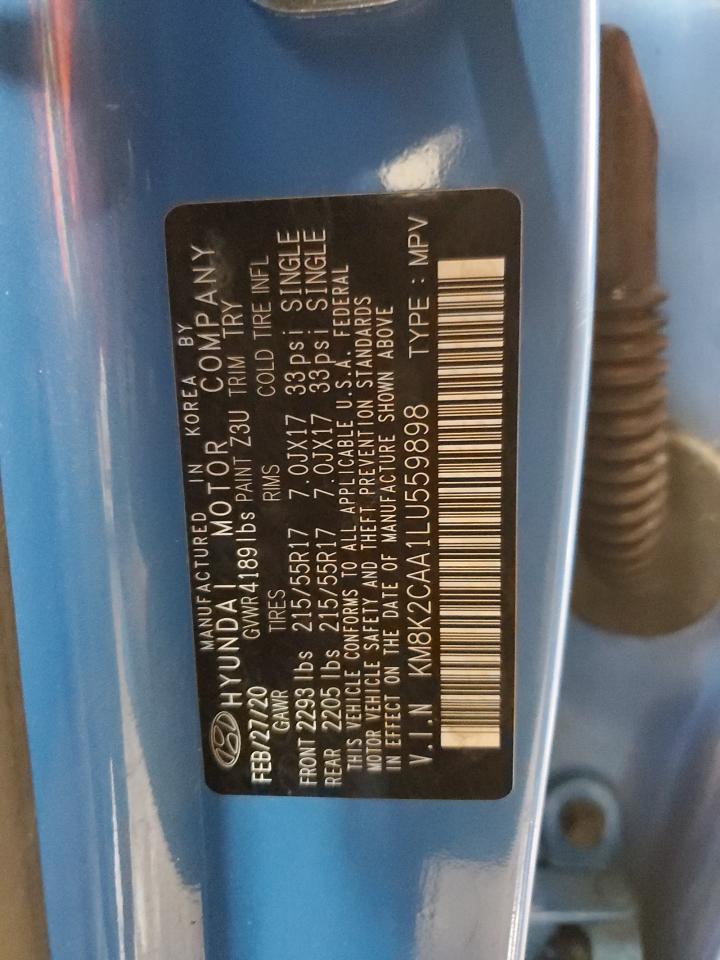 MANUFACTURED IN KOREA BY
HYUNDAI MOTOR COMPANY
FEB/27/20 GVWR 4189lbs PAINT Z3U TRIM TRY
GAWR TIRES RIMS COLD TIRE INFL
FRONT 2293 lbs 215/55R17 7.0JX17 33psi SINGLE
REAR 2205 lbs 215/55R17 7.0JX17 33psi SINGLE
THIS VEHICLE CONFORMS TO ALL APPLICABLE U.S.A. FEDERAL
MOTOR VEHICLE SAFETY AND THEFT PREVENTION STANDARDS
IN EFFECT ON THE DATE OF MANUFACTURE SHOWN ABOVE
V.I.N KM8K2CAA1LU559898 TYPE : MPV